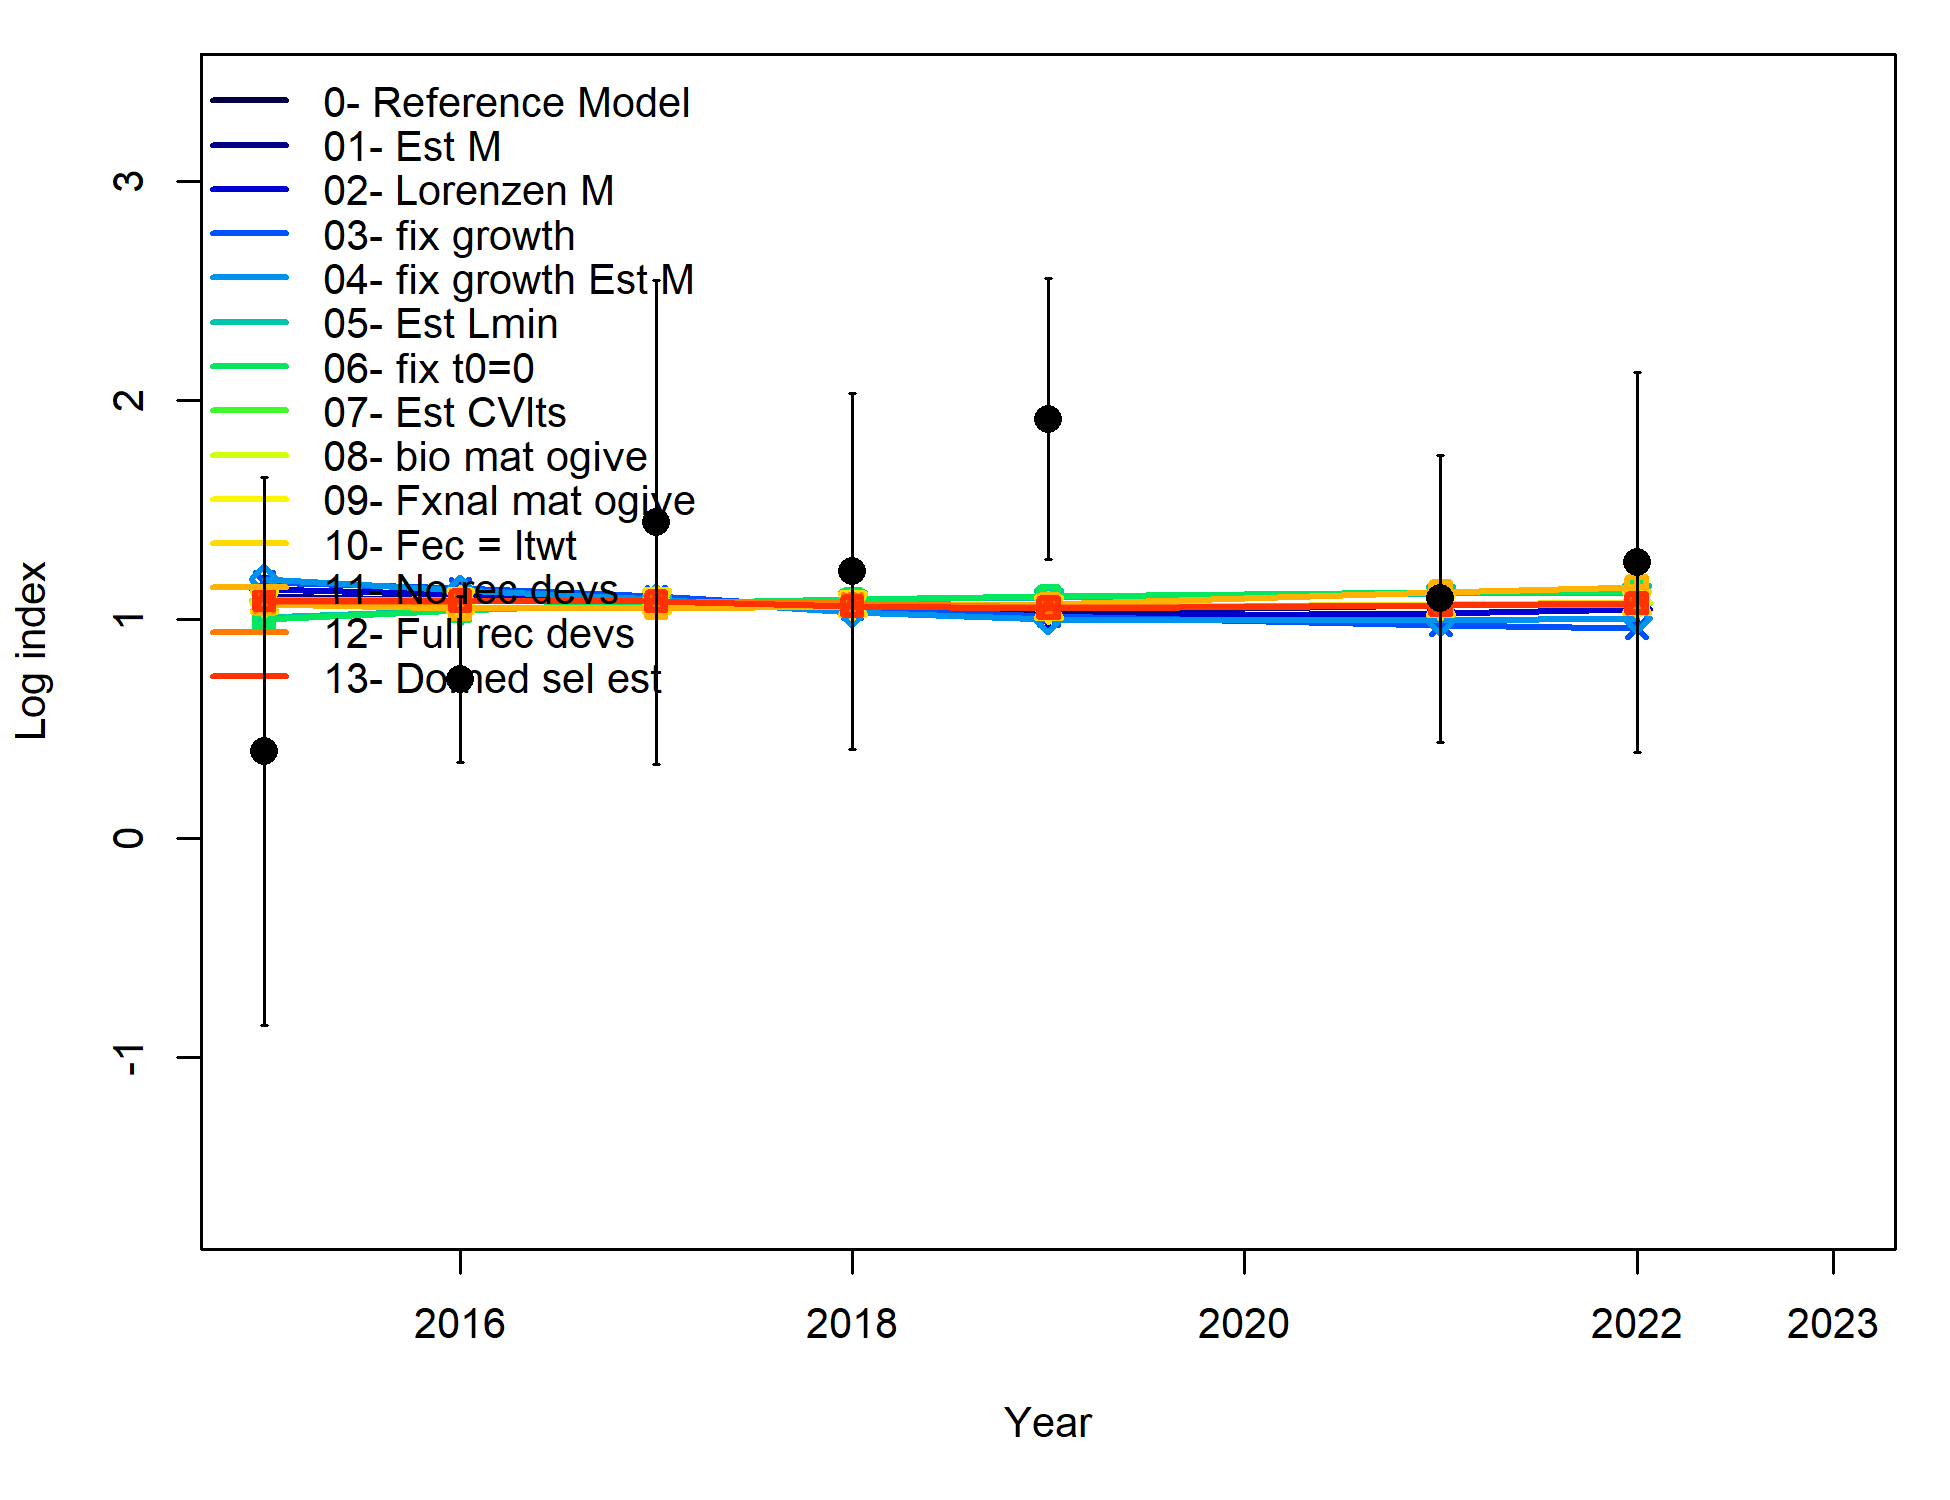 0- Reference Model
01- Est M
02- Lorenzen M
03- fix growth
04- fix growth Est M
05- Est Lmin
06- fix t0=0
07- Est CVlts
08- bio mat ogive
09- Fxnal mat ogive
10- Fec = ltwt
11- No rec devs
12- Full rec devs
13- Domed sel est
3
2
1
0
-1
Log index
2016
2018
2020
2022
2023
Year